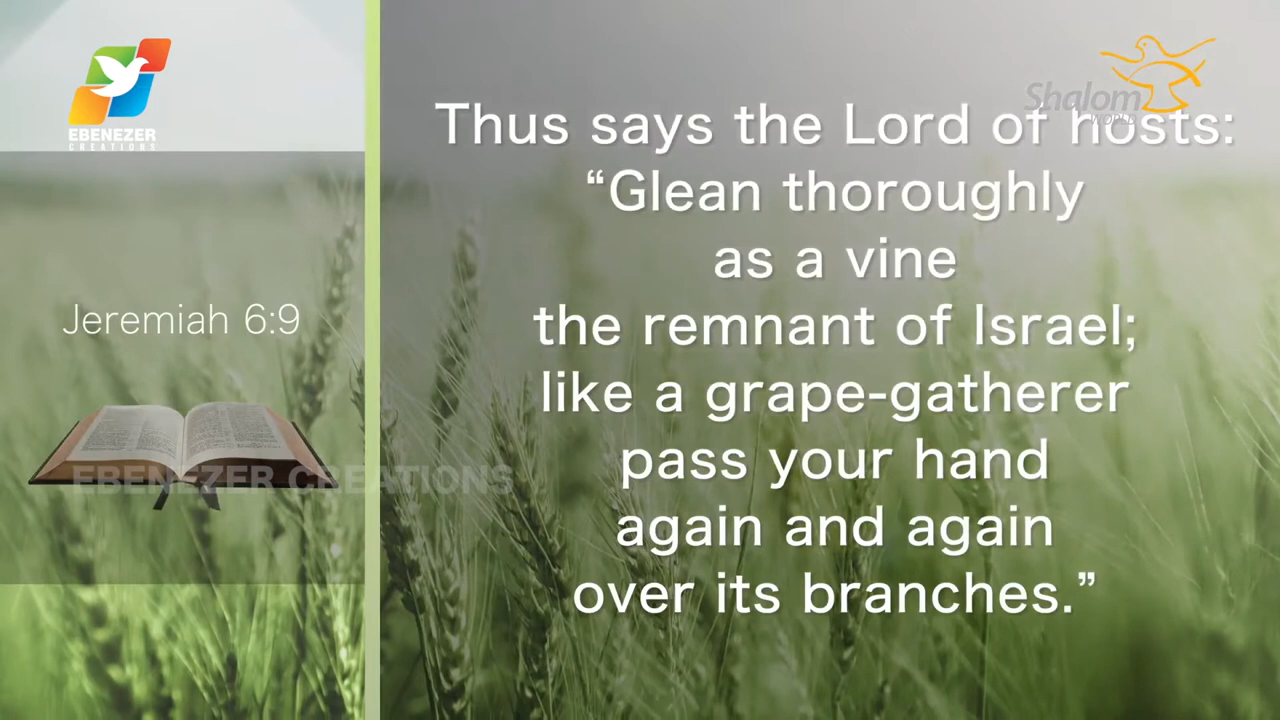 EBENEZER
CREATIONS
Jeremiah 6:9
EBENEZER CREATIONS
Shalom
WORLD
Thus says the Lord of hosts:
“Glean thoroughly
as a vine
the remnant of Israel;
like a grape-gatherer
pass your hand
again and again
over its branches.”